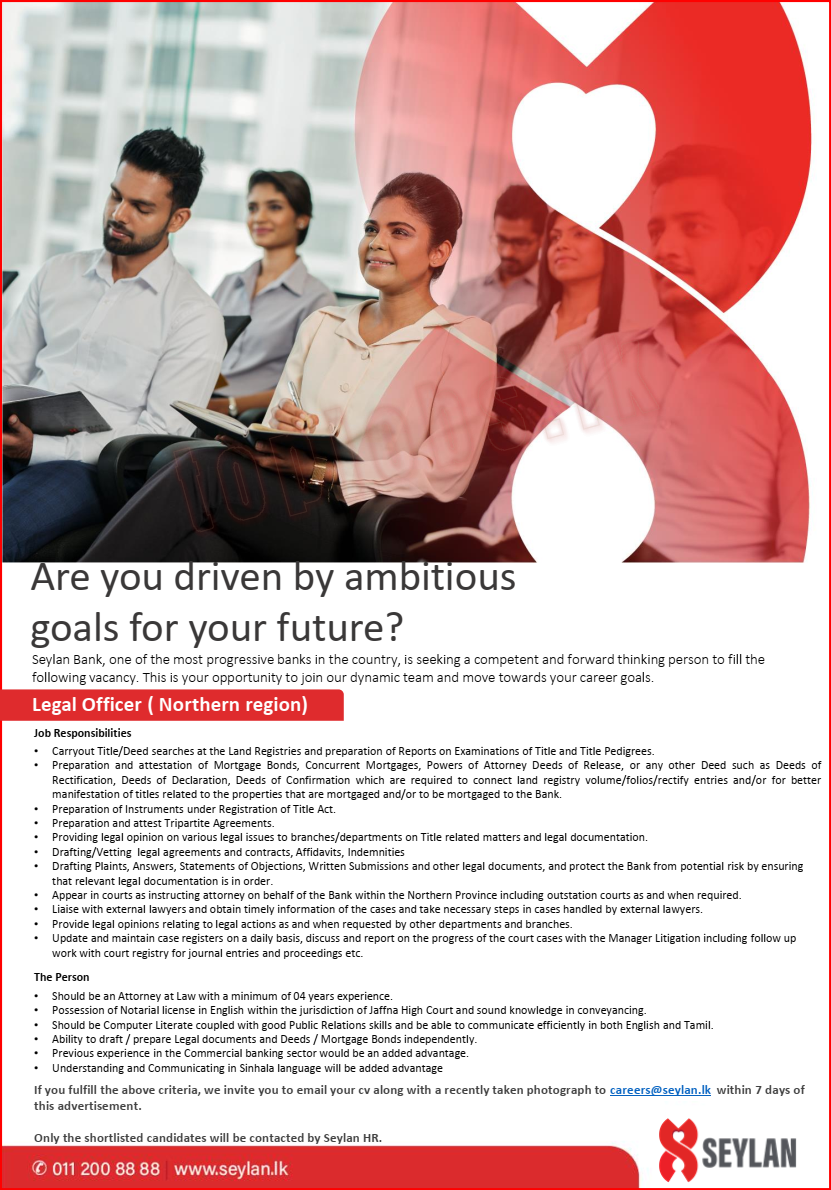 topjobs.lk
Are you driven by ambitious
goals for your future?
Seylan Bank, one of the most progressive banks in the country, is seeking a competent and forward thinking person to fill the
following vacancy. This is your opportunity to join our dynamic team and move towards your career goals.
Legal Officer ( Northern region)
Job Responsibilities
• Carryout Title/Deed searches at the Land Registries and preparation of Reports on Examinations of Title and Title Pedigrees.
• Preparation and attestation of Mortgage Bonds, Concurrent Mortgages, Powers of Attorney Deeds of Release, or any other Deed such as Deeds of
Rectification, Deeds of Declaration, Deeds of Confirmation which are required to connect land registry volume/folios/rectify entries and/or for better
manifestation of titles related to the properties that are mortgaged and/or to be mortgaged to the Bank.
• Preparation of Instruments under Registration of Title Act.
• Preparation and attest Tripartite Agreements.
• Providing legal opinion on various legal issues to branches/departments on Title related matters and legal documentation.
• Drafting/Vetting legal agreements and contracts, Affidavits, Indemnities
• Drafting Plaints, Answers, Statements of Objections, Written Submissions and other legal documents, and protect the Bank from potential risk by ensuring
that relevant legal documentation is in order.
• Appear in courts as instructing attorney on behalf of the Bank within the Northern Province including outstation courts as and when required.
• Liaise with external lawyers and obtain timely information of the cases and take necessary steps in cases handled by external lawyers.
• Provide legal opinions relating to legal actions as and when requested by other departments and branches.
• Update and maintain case registers on a daily basis, discuss and report on the progress of the court cases with the Manager Litigation including follow up
work with court registry for journal entries and proceedings etc.
The Person
• Should be an Attorney at Law with a minimum of 04 years experience.
• Possession of Notarial license in English within the jurisdiction of Jaffna High Court and sound knowledge in conveyancing.
• Should be Computer Literate coupled with good Public Relations skills and be able to communicate efficiently in both English and Tamil.
• Ability to draft / prepare Legal documents and Deeds / Mortgage Bonds independently.
• Previous experience in the Commercial banking sector would be an added advantage.
• Understanding and Communicating in Sinhala language will be added advantage
If you fulfill the above criteria, we invite you to email your cv along with a recently taken photograph to careers@seylan.lk within 7 days of
this advertisement.
Only the shortlisted candidates will be contacted by Seylan HR.
✆ 011 200 88 88 | www.seylan.lk
SEYLAN